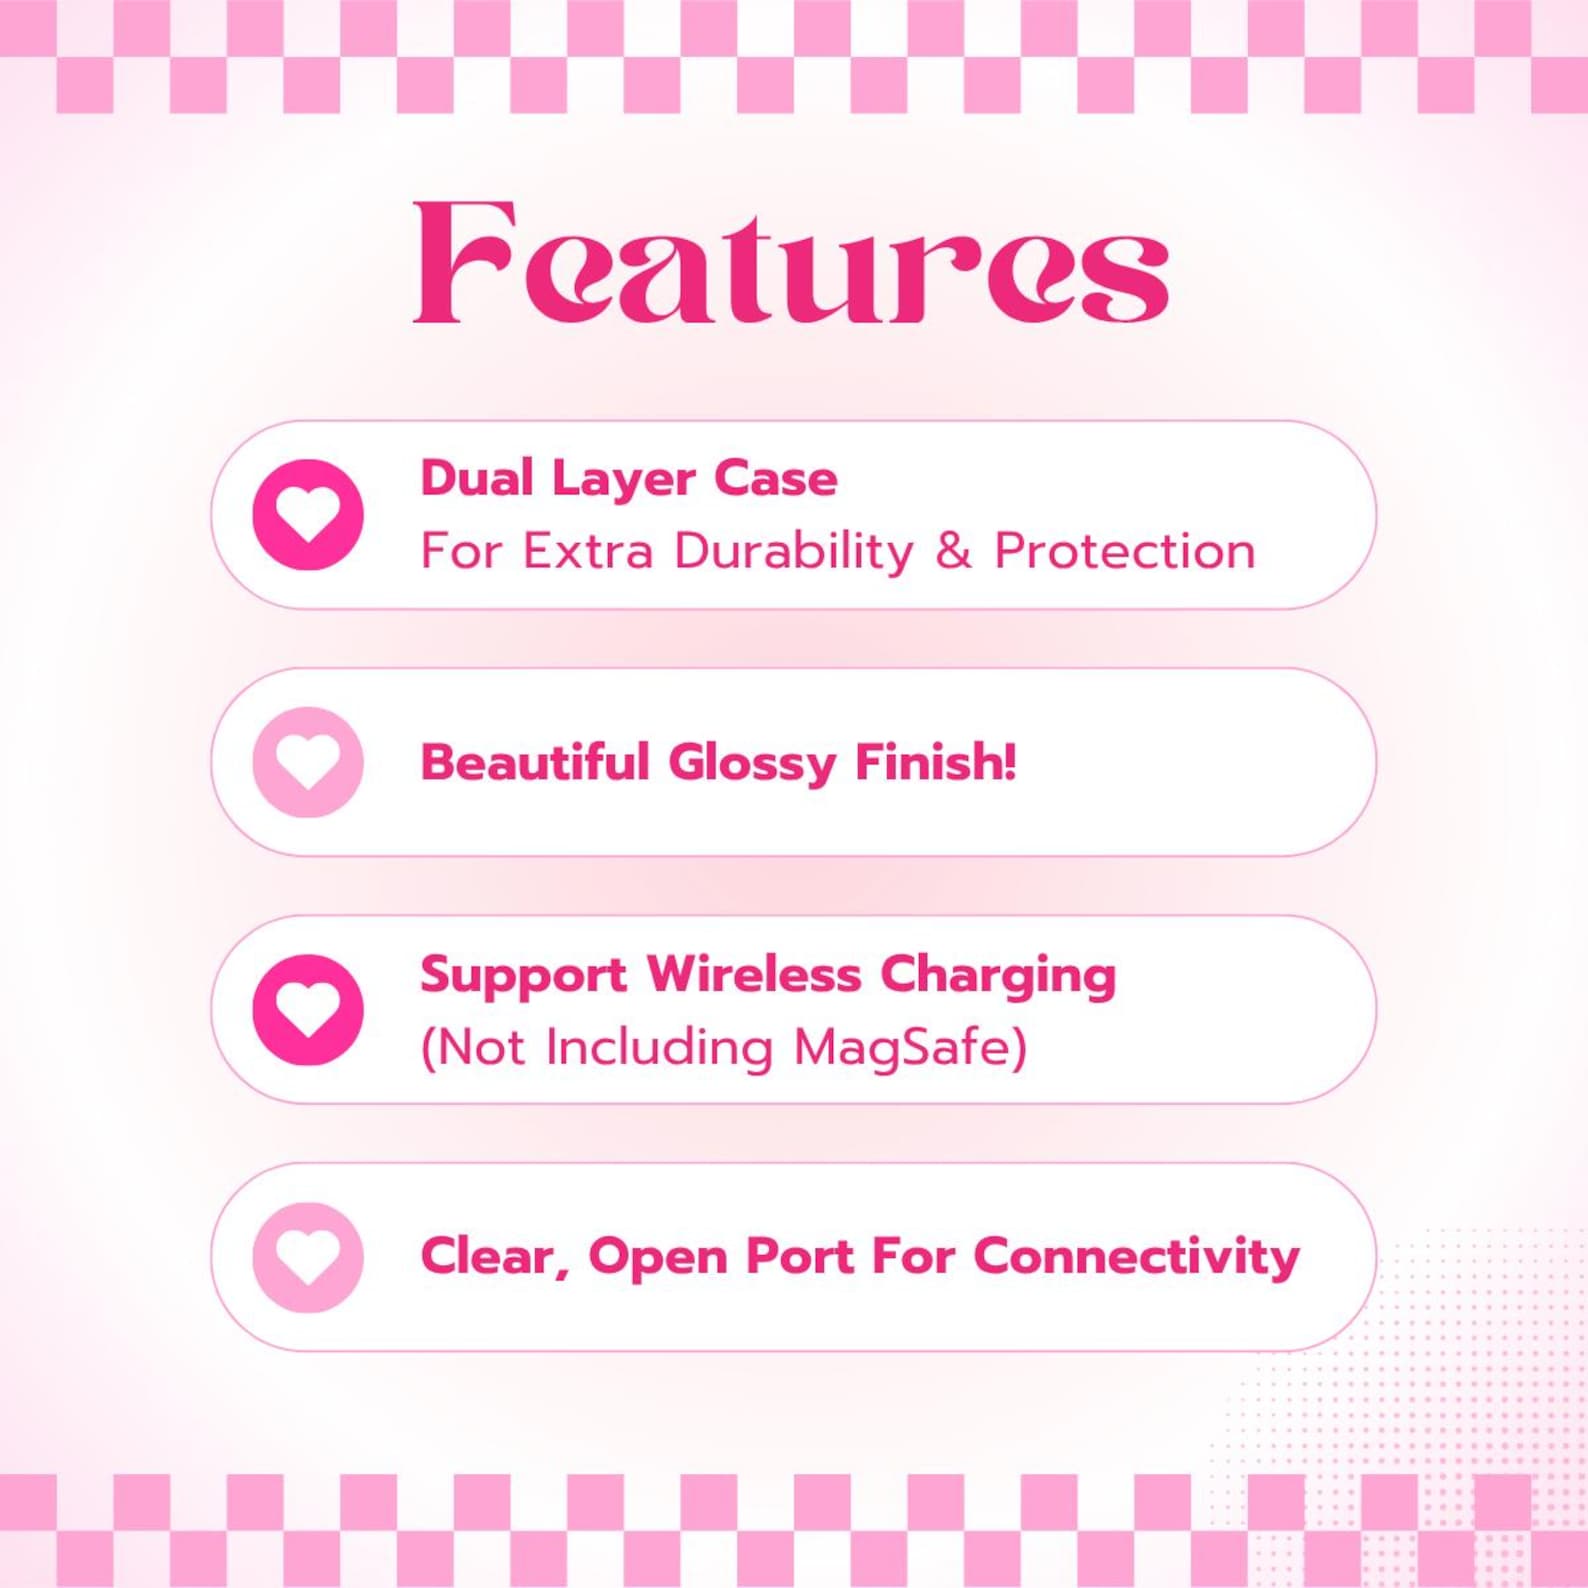 Features
Dual Layer Case
For Extra Durability & Protection
Beautiful Glossy Finish!
Support Wireless Charging
(Not Including MagSafe)
Clear, Open Port For Connectivity